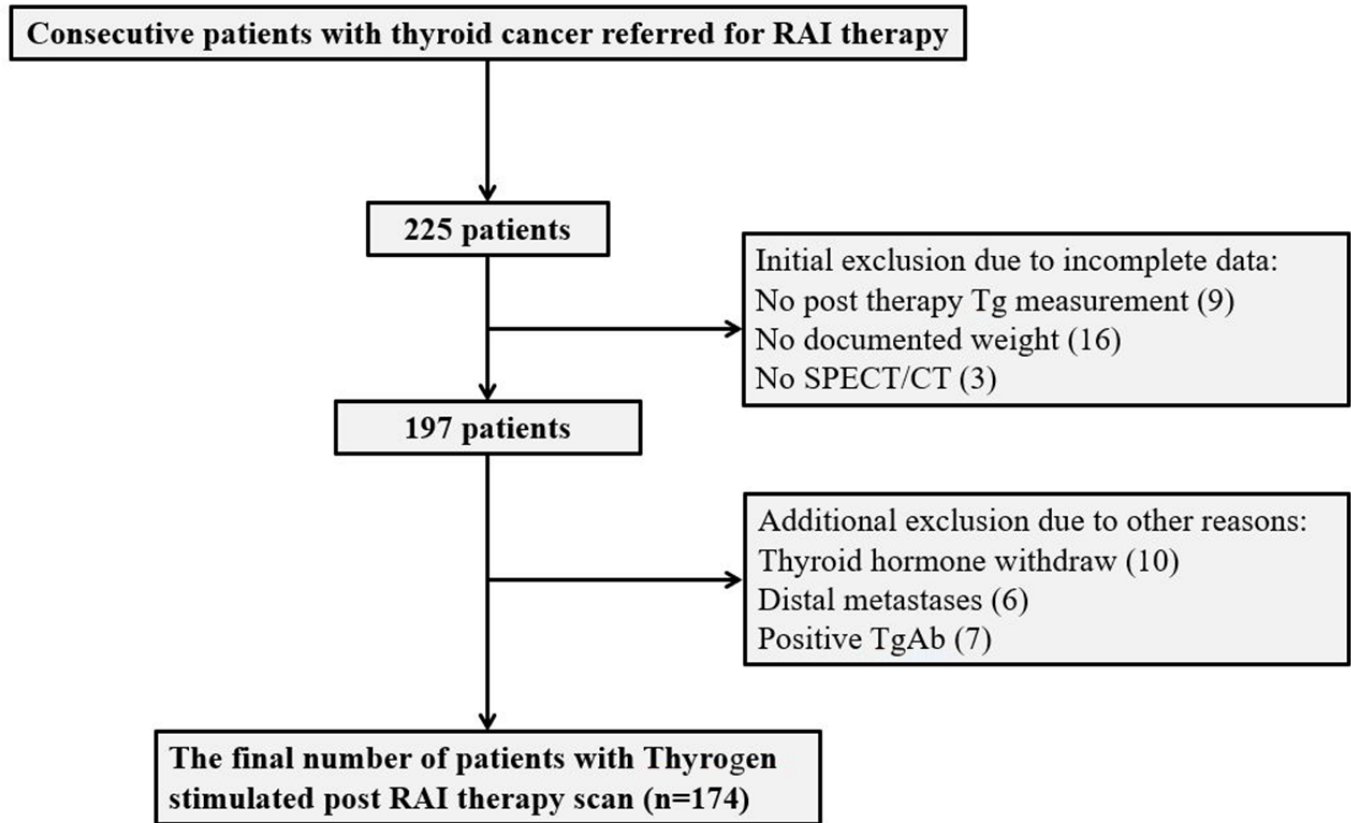 Consecutive patients with thyroid cancer referred for RAI therapy
225 patients
Initial exclusion due to incomplete data:
No post therapy Tg measurement (9)
No documented weight (16)
No SPECT/CT (3)
197 patients
Additional exclusion due to other reasons:
Thyroid hormone withdraw (10)
Distal metastases (6)
Positive TgAb (7)
The final number of patients with Thyrogen
stimulated post RAI therapy scan (n=174)